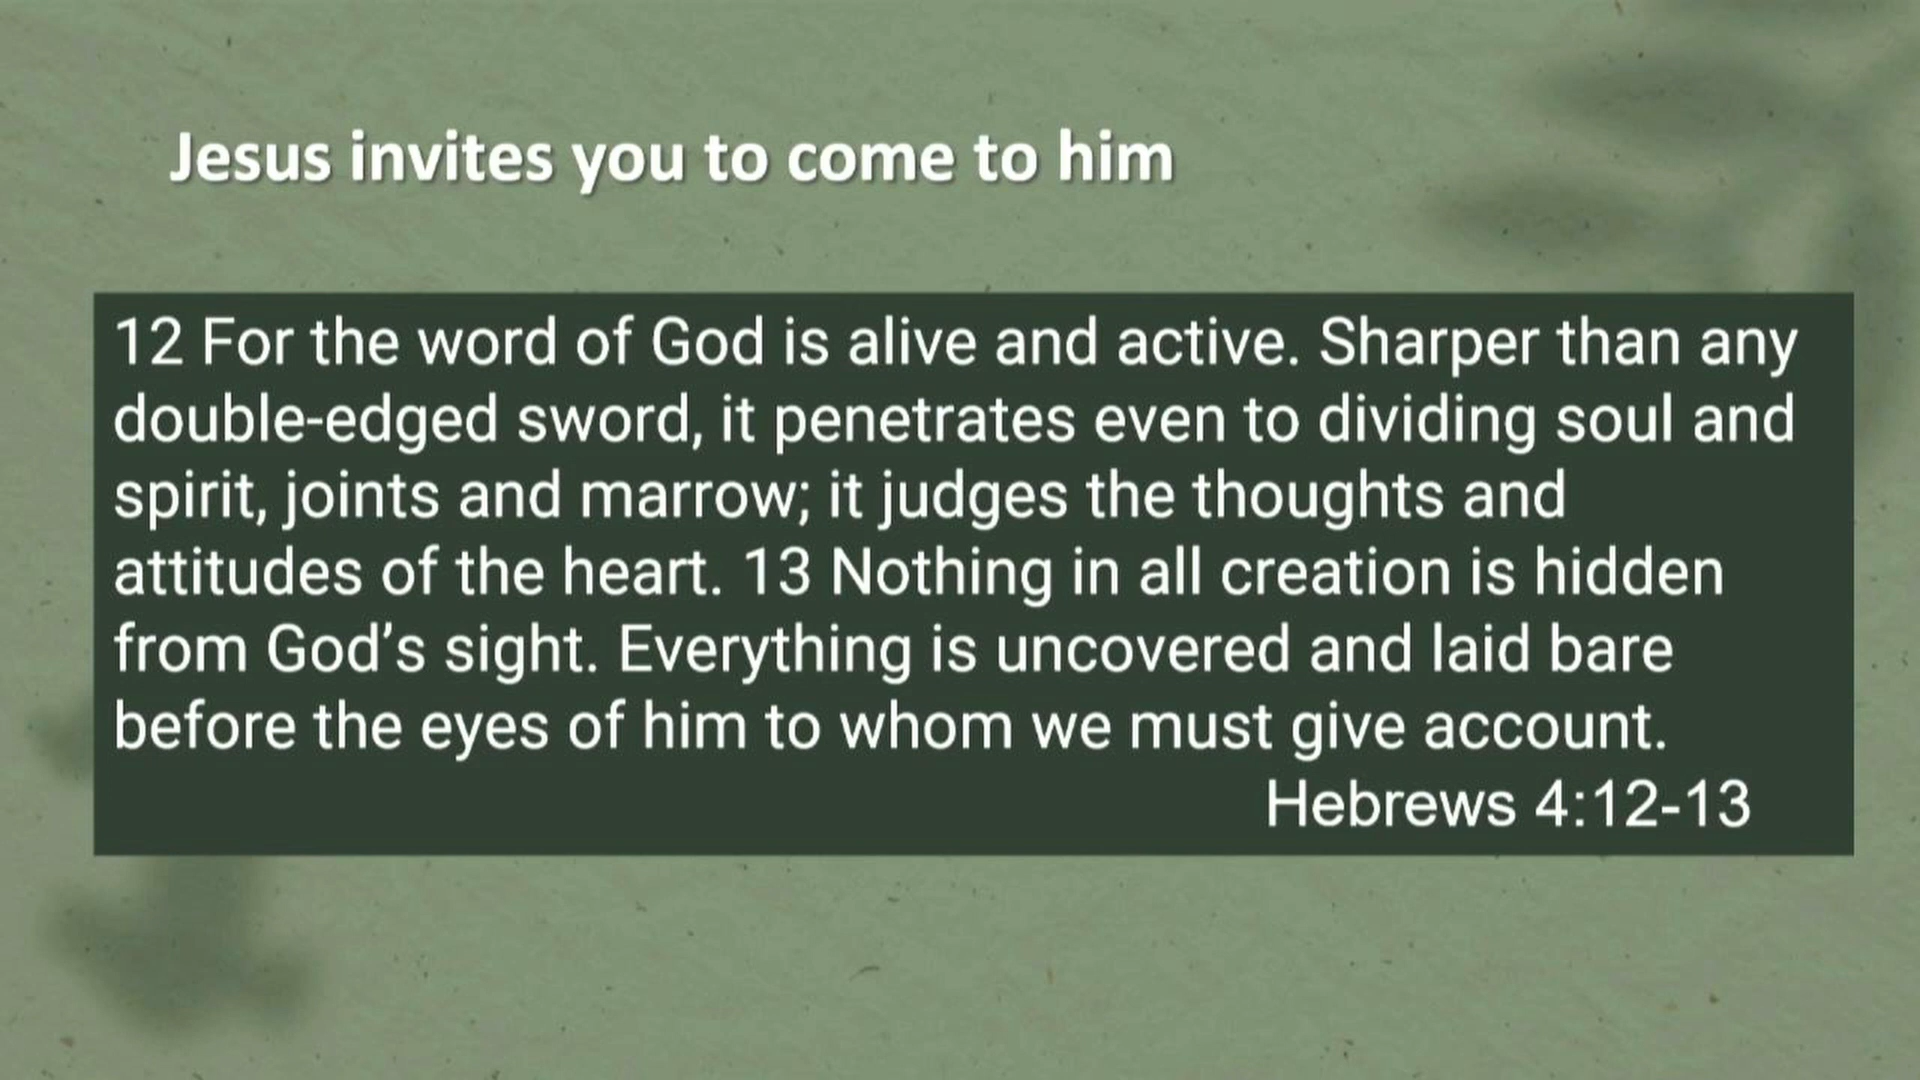 Jesus invites you to come to him
12 For the word of God is alive and active. Sharper than any
double-edged sword, it penetrates even to dividing soul and
spirit, joints and marrow; it judges the thoughts and
attitudes of the heart. 13 Nothing in all creation is hidden
from God’s sight. Everything is uncovered and laid bare
before the eyes of him to whom we must give account.
Hebrews 4:12-13